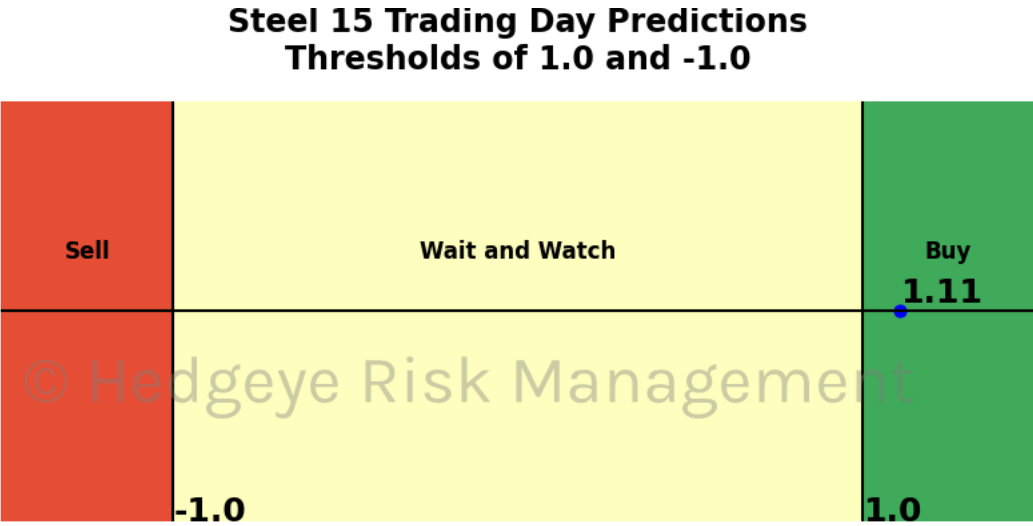 Steel 15 Trading Day Predictions
Thresholds of 1.0 and -1.0
Sell
Wait and Watch
Buy
1.11
© Hedgeye Risk Management
-1.0
1.0